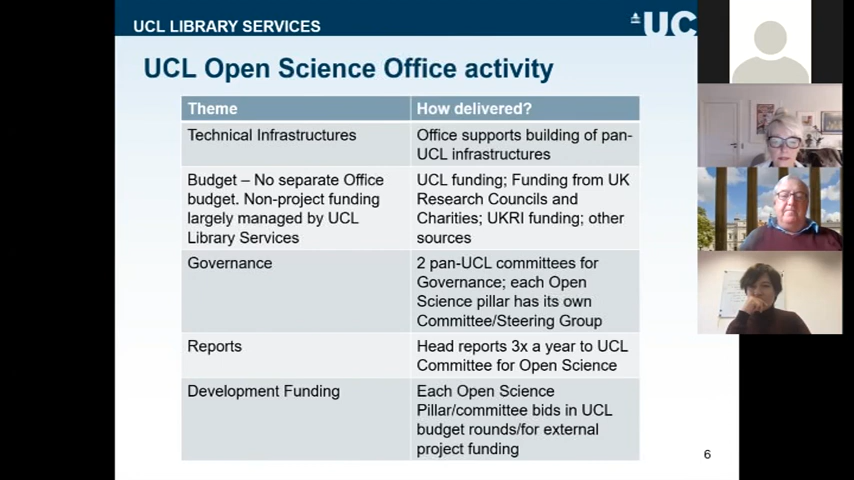 UCL LIBRARY SERVICES
UC
UCL Open Science Office activity
Theme
How delivered?
Technical Infrastructures
Office supports building of pan-
UCL infrastructures
Budget – No separate Office
budget. Non-project funding
largely managed by UCL
Library Services
UCL funding; Funding from UK
Research Councils and
Charities; UKRI funding; other
sources
Governance
2 pan-UCL committees for
Governance; each Open
Science pillar has its own
Committee/Steering Group
Reports
Head reports 3x a year to UCL
Committee for Open Science
Development Funding
Each Open Science
Pillar/committee bids in UCL
budget rounds/for external
project funding
6